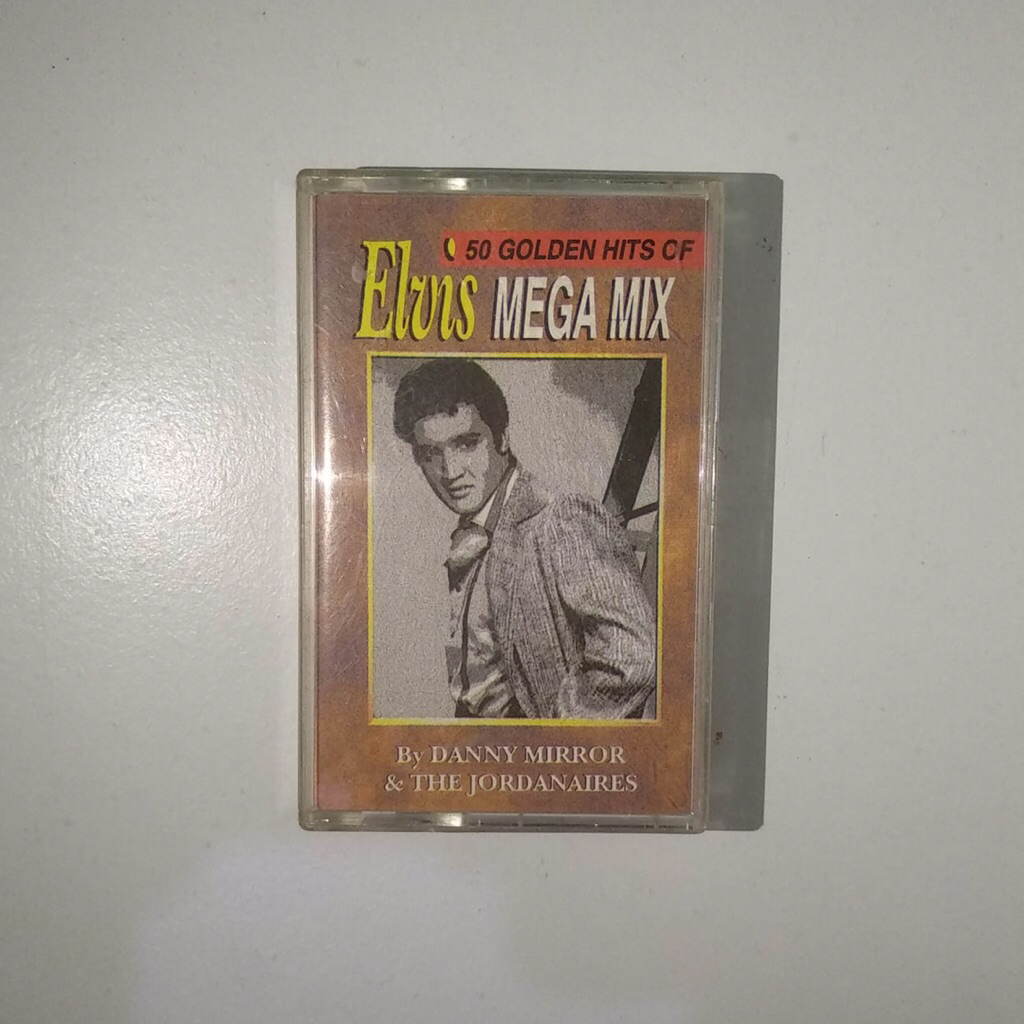 50 GOLDEN HITS OF
Elvis MEGA MIX
By DANNY MIRROR
& THE JORDANAIRES